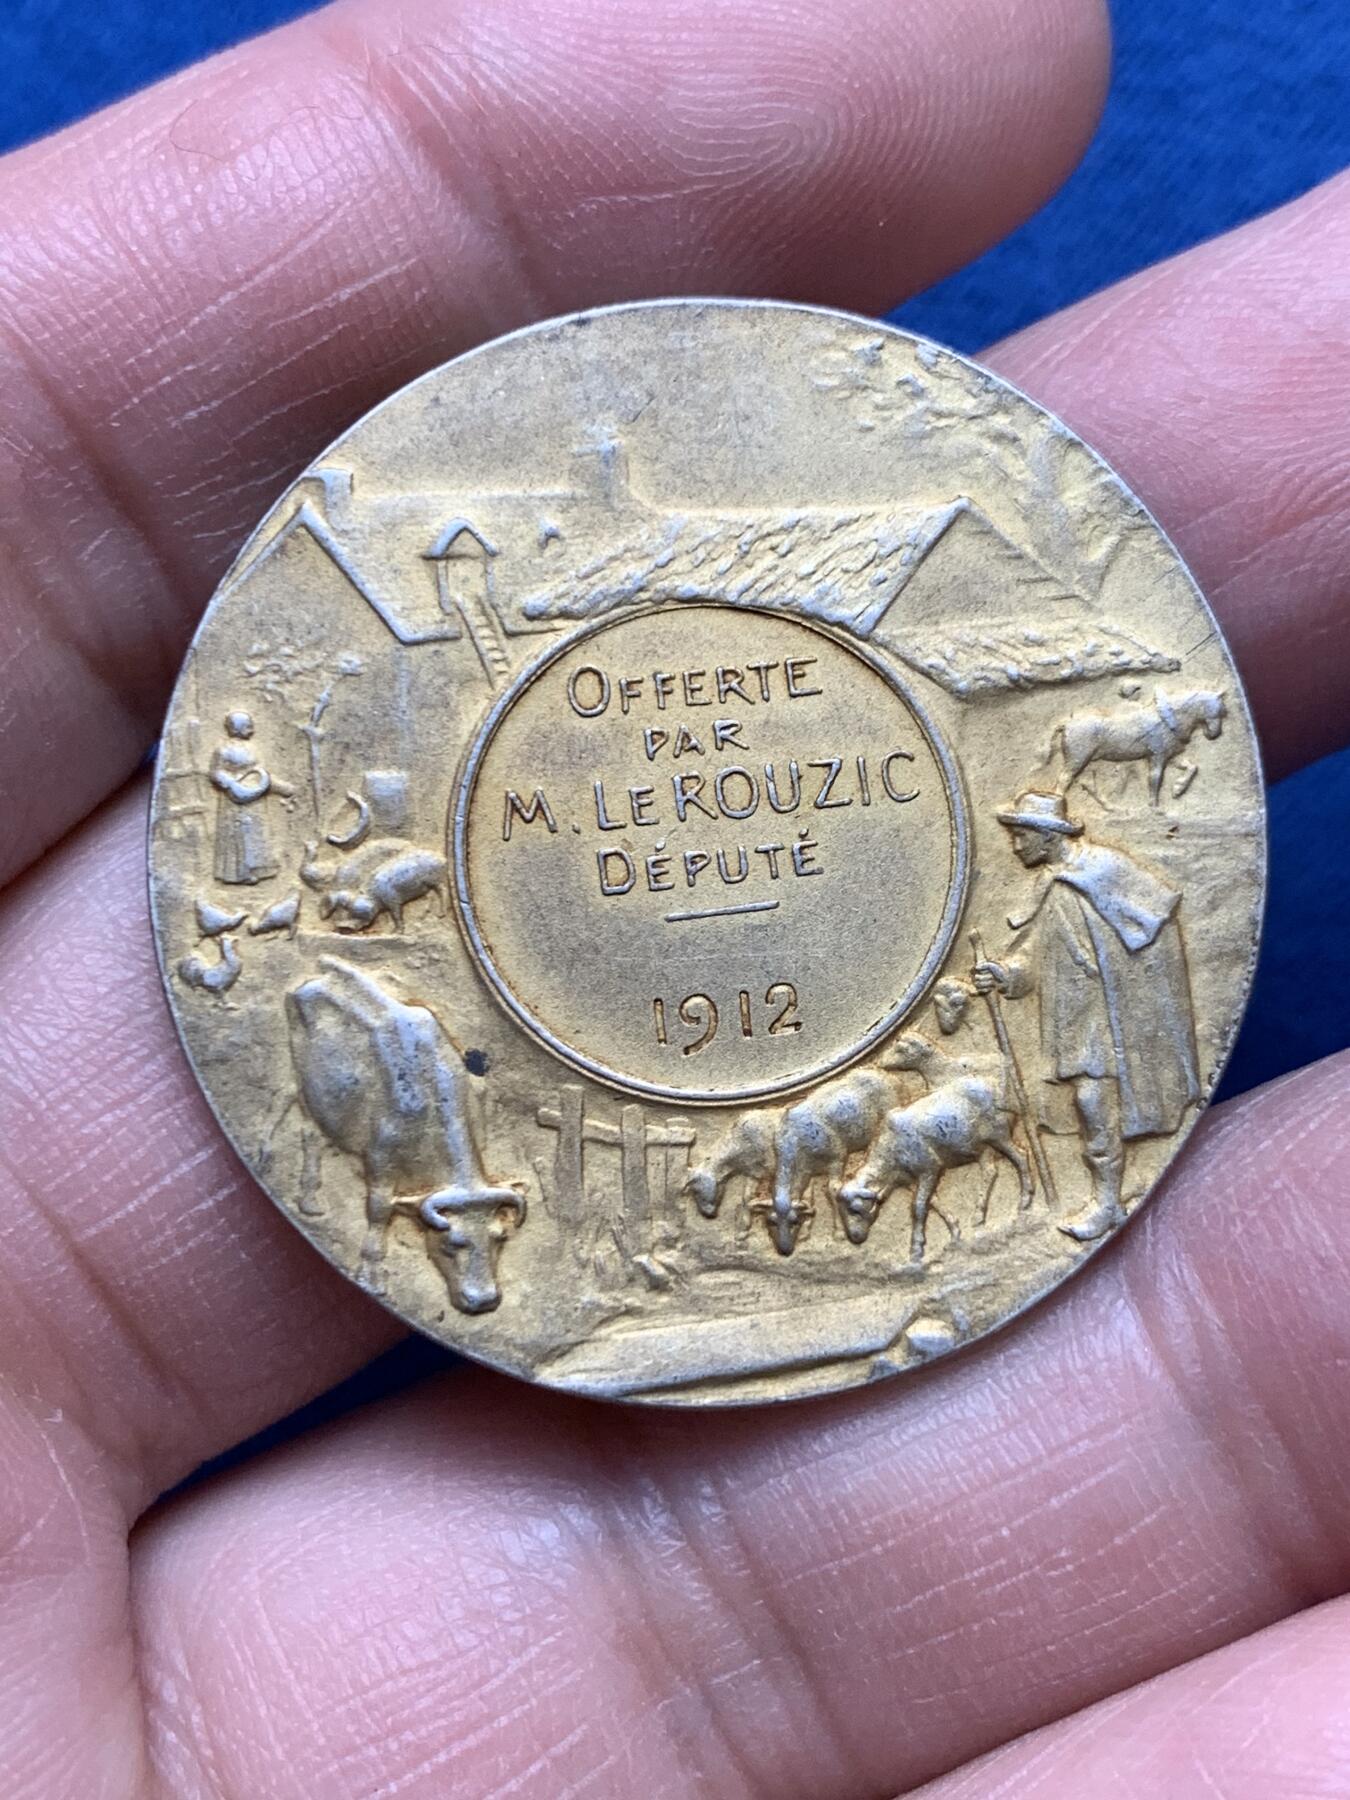 OFFERTE
PAR
M. LE ROUZIC
DÉPUTÉ
1912